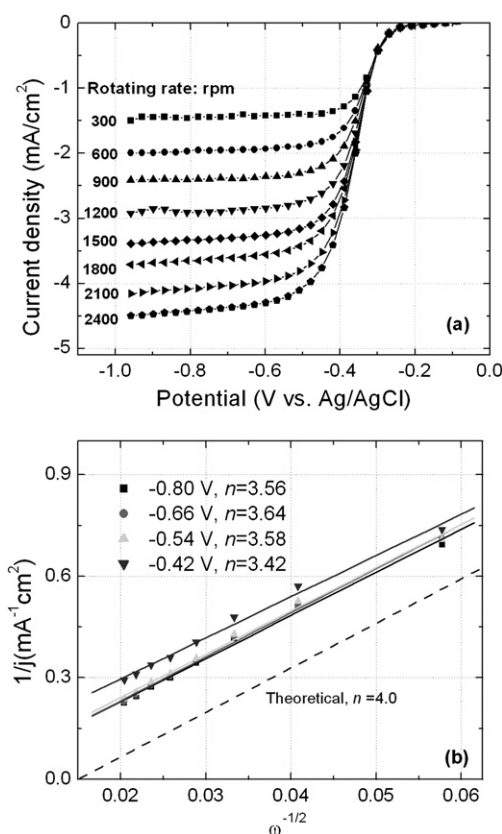 0
-1
-2
-3
-4
-5
Current density (mA/cm²)
Rotating rate: rpm
300
600
900
1200
1500
1800
2100
2400
(a)
-1.0
-0.8
-0.6
-0.4
-0.2
0.0
Potential (V vs. Ag/AgCl)
0.9
0.6
0.3
0.0
1/j(mA⁻¹cm²)
-0.80 V, n=3.56
-0.66 V, n=3.64
-0.54 V, n=3.58
-0.42 V, n=3.42
Theoretical, n =4.0
(b)
0.02
0.03
0.04
0.05
0.06
ω⁻¹/²